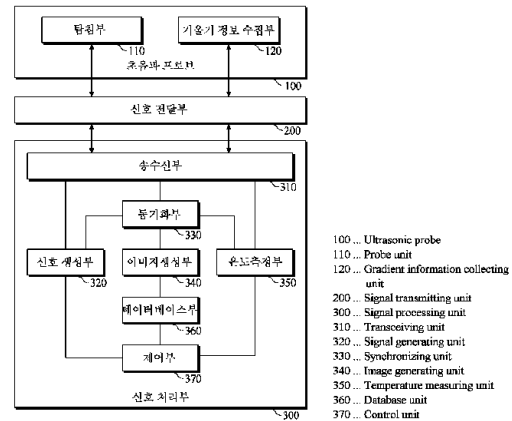 탐침부
110
기울기 정보 수집부
120
초음파 프로브
100
신호 전달부
200
송수신부
310
동기화부
330
신호 생성부
320
이미지생성부
340
온도측정부
350
데이터베이스부
360
제어부
370
신호 처리부
300
100 ... Ultrasonic probe
110 ... Probe unit
120 ... Gradient information collecting
unit
200 ... Signal transmitting unit
300 ... Signal processing unit
310 ... Transceiving unit
320 ... Signal generating unit
330 ... Synchronizing unit
340 ... Image generating unit
350 ... Temperature measuring unit
360 ... Database unit
370 ... Control unit